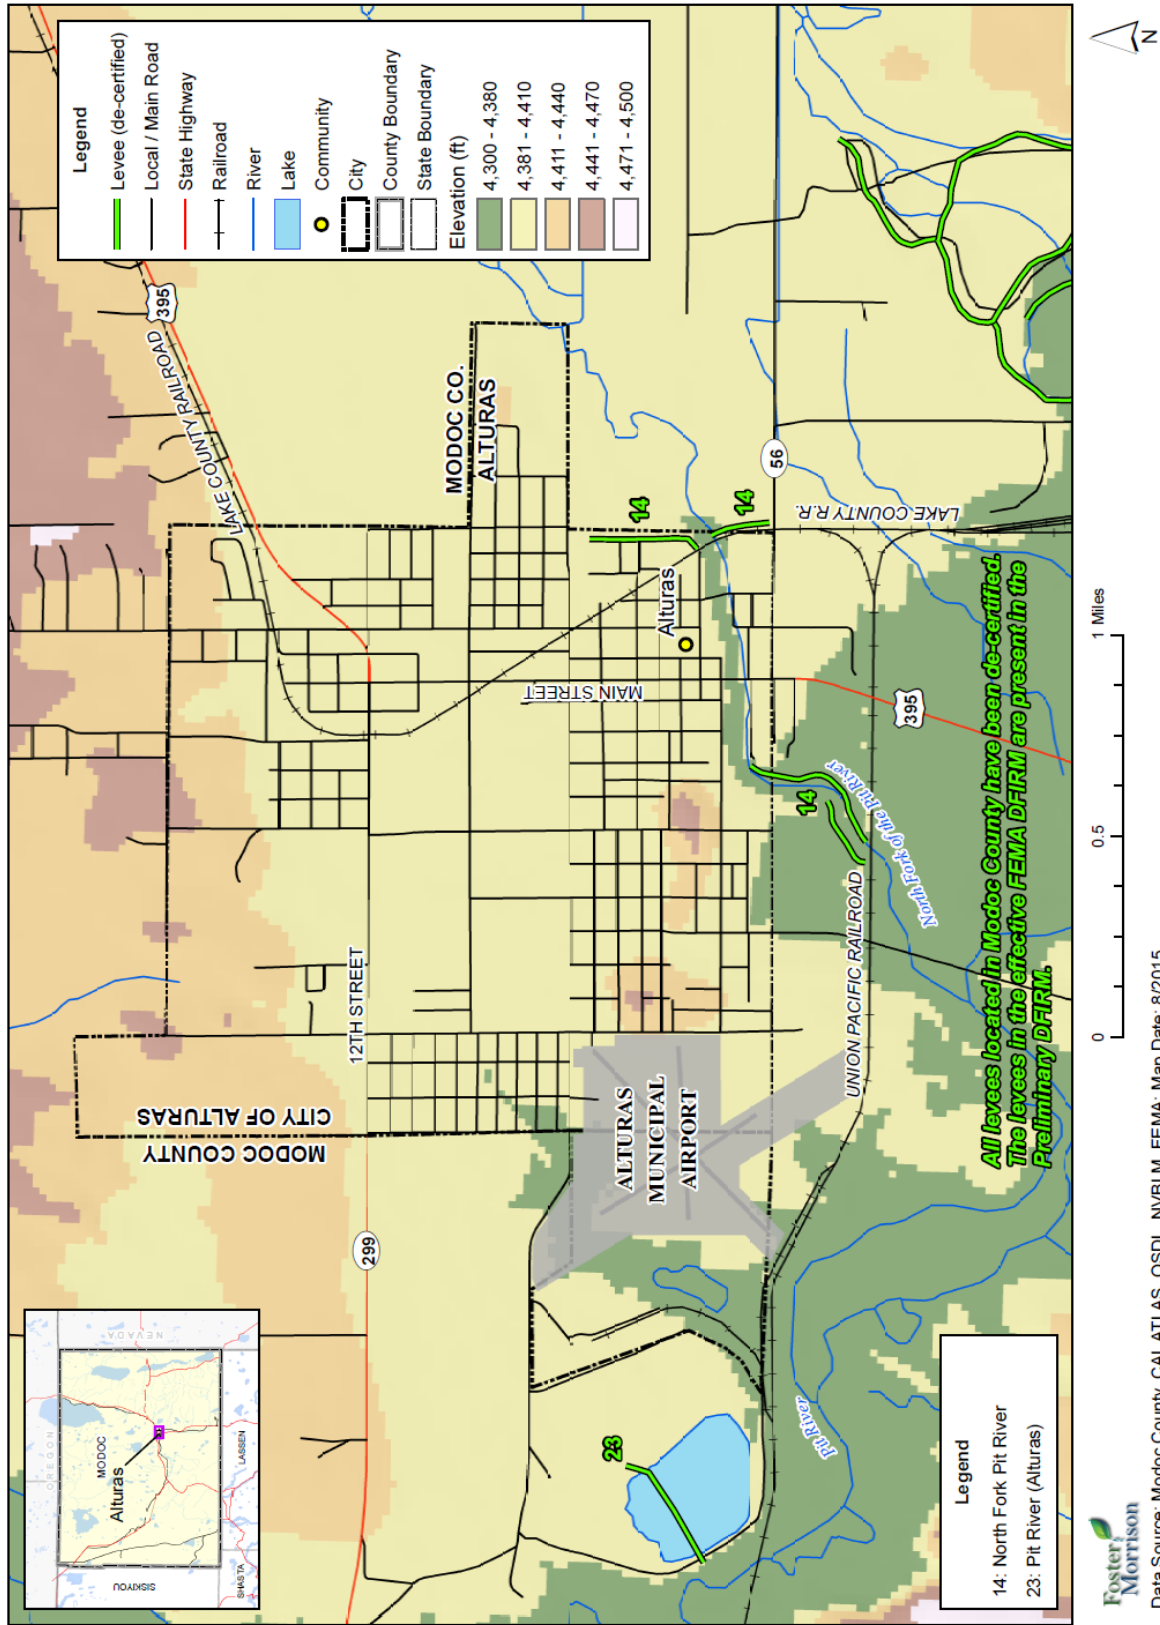 OREGON
NEVADA
MODOC
Alturas
SISKIYOU
SHASTA
LASSEN
Legend
Levee (de-certified)
Local / Main Road
State Highway
Railroad
River
Lake
Community
City
County Boundary
State Boundary
Elevation (ft)
4,300 - 4,380
4,381 - 4,410
4,411 - 4,440
4,441 - 4,470
4,471 - 4,500
395
LAKE COUNTY RAILROAD
MODOC CO.
ALTURAS
MODOC COUNTY
CITY OF ALTURAS
299
12TH STREET
MAIN STREET
Alturas
14
14
56
LAKE COUNTY R.R.
ALTURAS
MUNICIPAL
AIRPORT
UNION PACIFIC RAILROAD
14
North Fork of the Pit River
395
23
Pit River
Legend
14: North Fork Pit River
23: Pit River (Alturas)
All levees located in Modoc County have been de-certified.
The levees in the effective FEMA DFIRM are present in the
Preliminary DFIRM.
0
0.5
1 Miles
N
Foster
Morrison